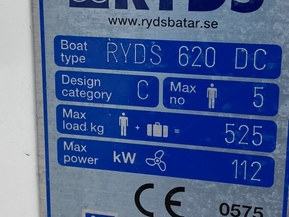 RYDS
www.rydsbatar.se
Boat type RYDS 620 DC
Design category C Max no 5
Max load kg + = 525
Max power kW 112
CE 0575